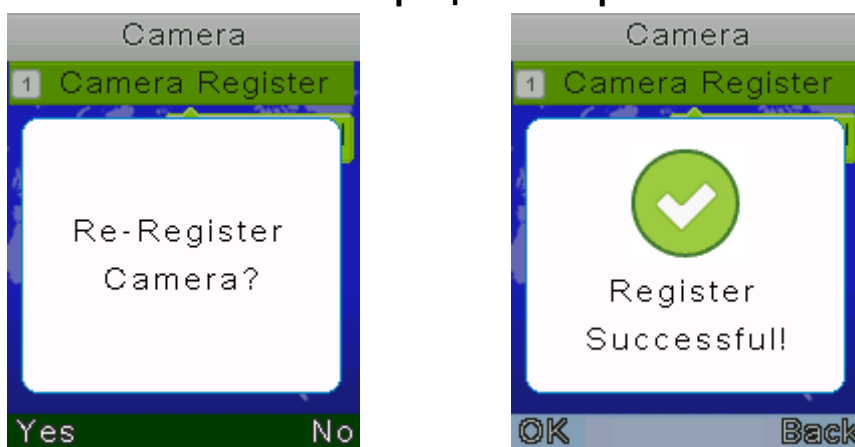 Camera
1 Camera Register
Re-Register
Camera?
Yes No
Camera
1 Camera Register
Register
Successful!
OK Back